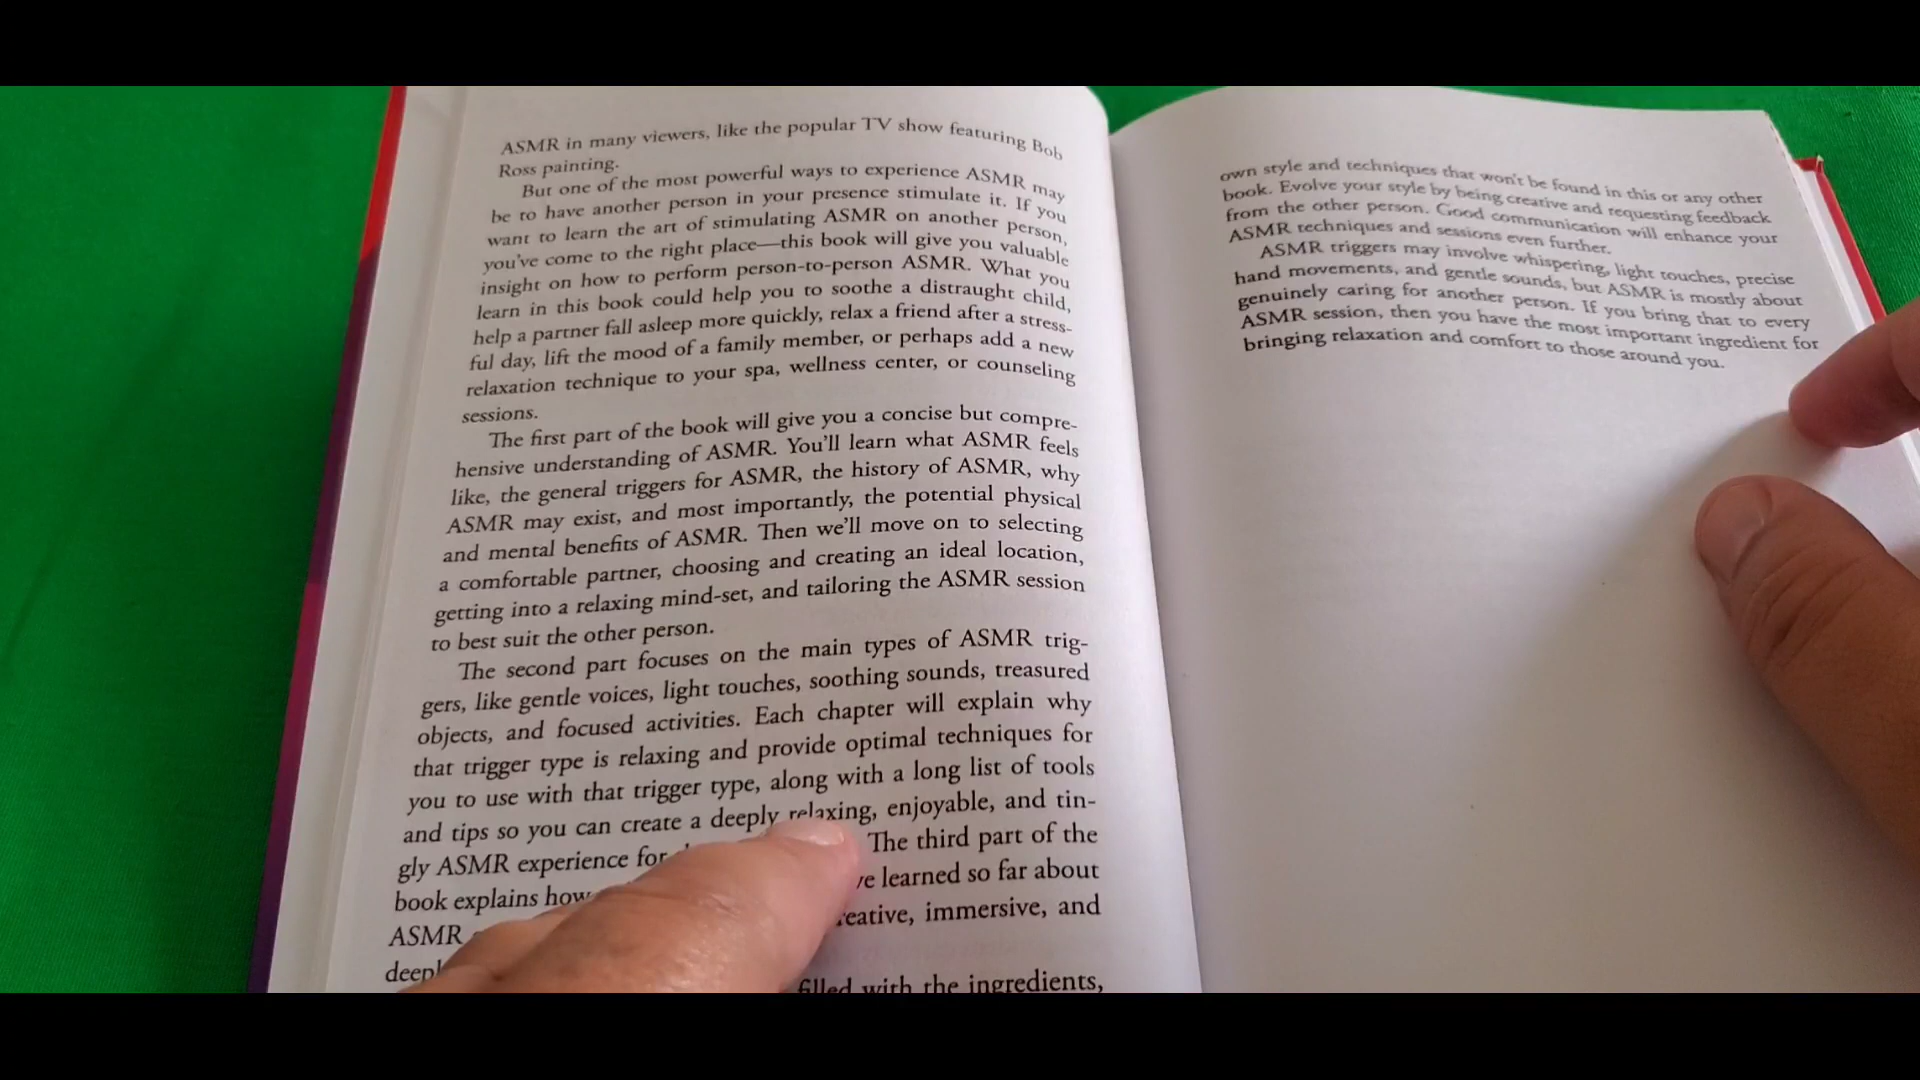 ASMR in many viewers, like the popular TV show featuring Bob
Ross painting.
But one of the most powerful ways to experience ASMR may
be to have another person in your presence stimulate it. If you
want to learn the art of stimulating ASMR on another person,
you've come to the right place—this book will give you valuable
insight on how to perform person-to-person ASMR. What you
learn in this book could help you to soothe a distraught child,
help a partner fall asleep more quickly, relax a friend after a stress-
ful day, lift the mood of a family member, or perhaps add a new
relaxation technique to your spa, wellness center, or counseling
sessions.
The first part of the book will give you a concise but compre-
hensive understanding of ASMR. You'll learn what ASMR feels
like, the general triggers for ASMR, the history of ASMR, why
ASMR may exist, and most importantly, the potential physical
and mental benefits of ASMR. Then we'll move on to selecting
a comfortable partner, choosing and creating an ideal location,
getting into a relaxing mind-set, and tailoring the ASMR session
to best suit the other person.
The second part focuses on the main types of ASMR trig-
gers, like gentle voices, light touches, soothing sounds, treasured
objects, and focused activities. Each chapter will explain why
that trigger type is relaxing and provide optimal techniques for
you to use with that trigger type, along with a long list of tools
and tips so you can create a deeply relaxing, enjoyable, and tin-
gly ASMR experience for The third part of the
book explains how learned so far about
ASMR immersive, and
filled with the ingredients,
own style and techniques that won't be found in this or any other
book. Evolve your style by being creative and requesting feedback
from the other person. Good communication will enhance your
ASMR techniques and sessions even further.
ASMR triggers may involve whispering, light touches, precise
hand movements, and gentle sounds, but ASMR is mostly about
genuinely caring for another person. If you bring that to every
ASMR session, then you have the most important ingredient for
bringing relaxation and comfort to those around you.